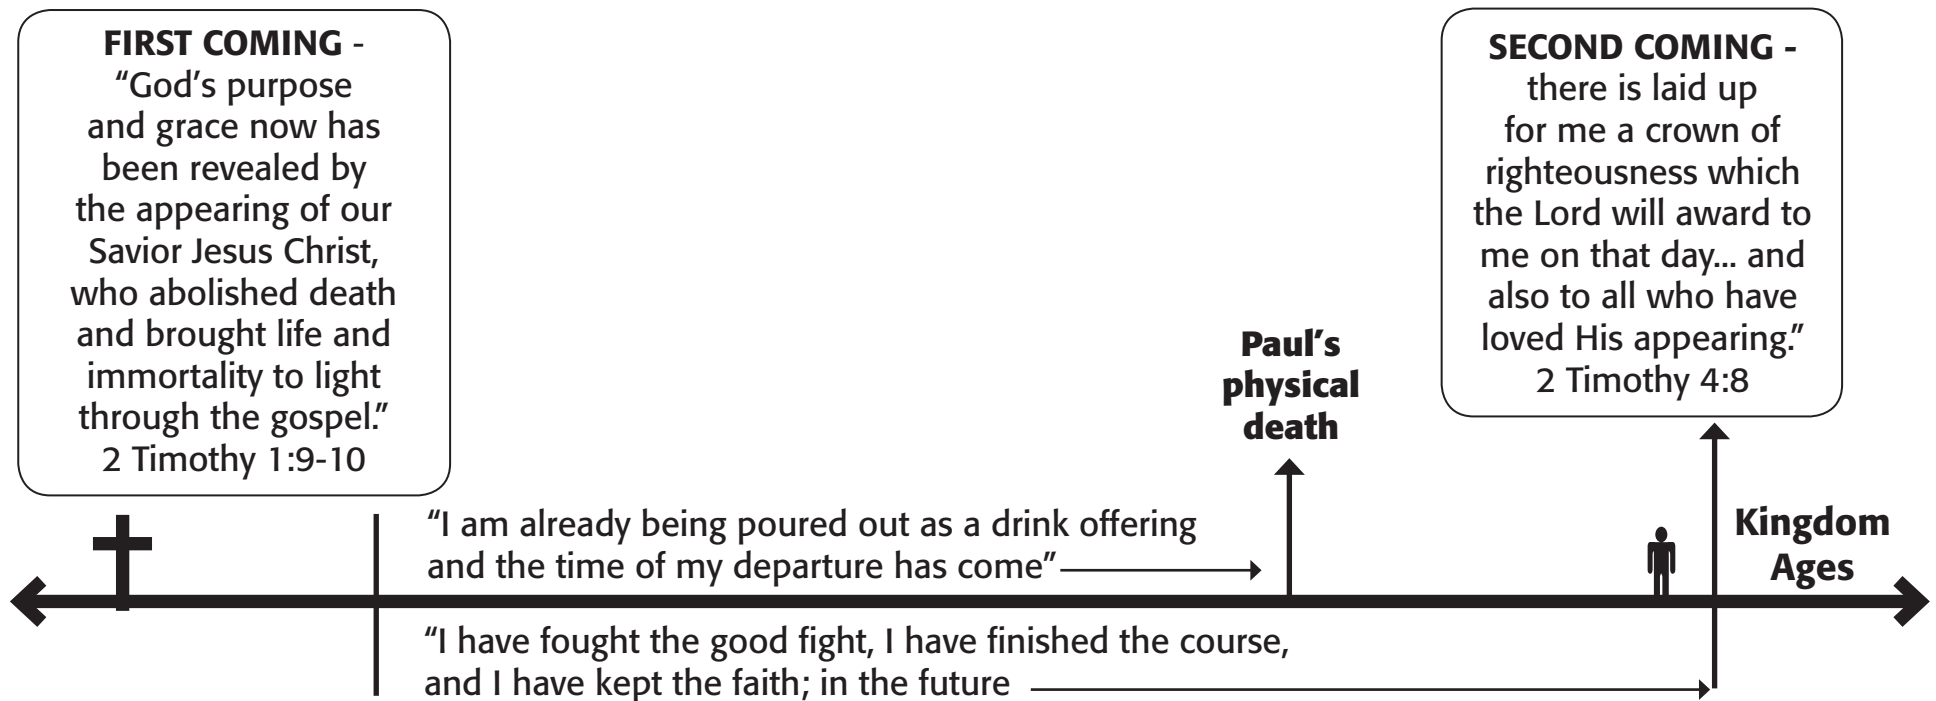 FIRST COMING -
“God’s purpose
and grace now has
been revealed by
the appearing of our
Savior Jesus Christ,
who abolished death
and brought life and
immortality to light
through the gospel.”
2 Timothy 1:9-10
SECOND COMING -
there is laid up
for me a crown of
righteousness which
the Lord will award to
me on that day... and
also to all who have
loved His appearing.”
2 Timothy 4:8
Paul’s
physical
death
“I am already being poured out as a drink offering
and the time of my departure has come”
Kingdom
Ages
“I have fought the good fight, I have finished the course,
and I have kept the faith; in the future